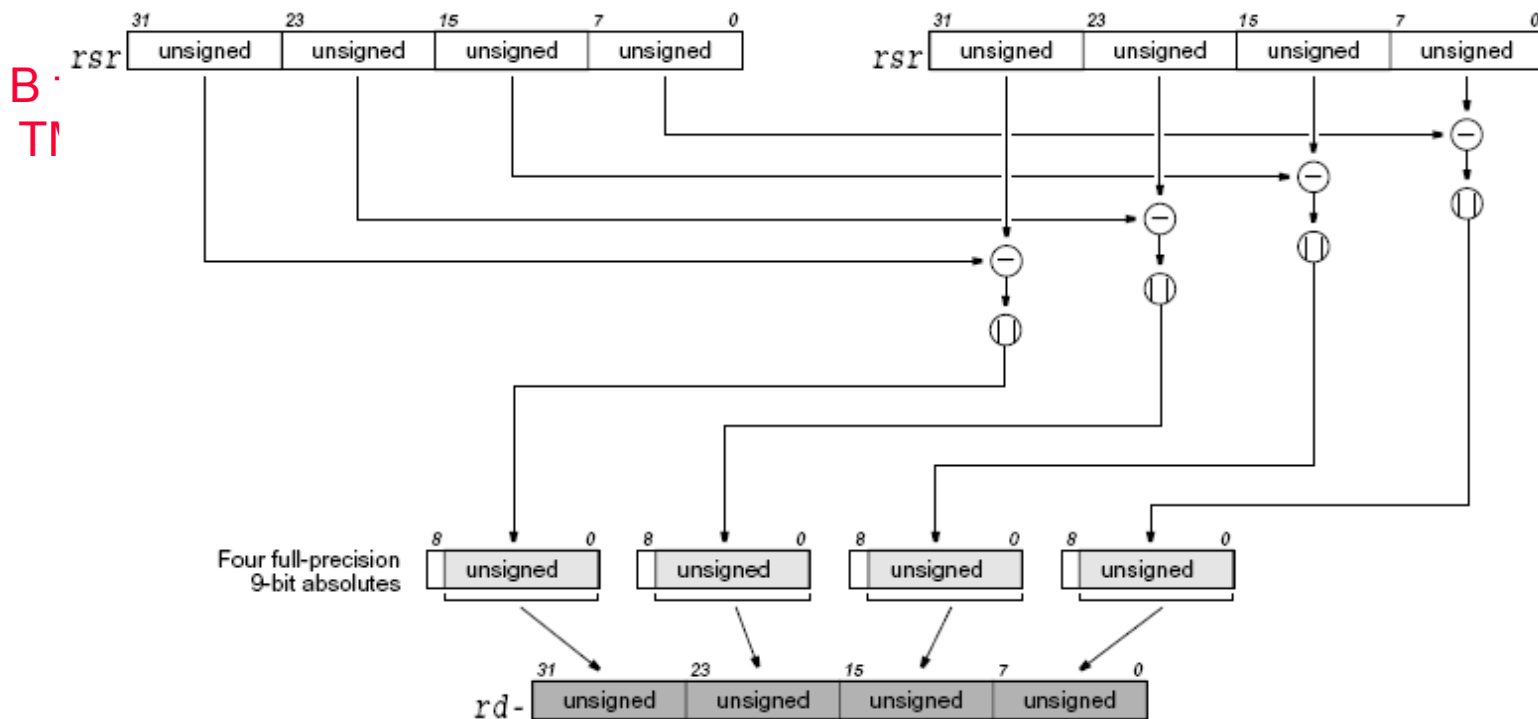 31 23 15 7 0 31 23 15 7 0
rsr unsigned unsigned unsigned unsigned rsr unsigned unsigned unsigned unsigned
B
8 0 8 0 8 0 8 0
Four full-precision unsigned unsigned unsigned unsigned
9-bit absolutes
31 23 15 7 0
rd- unsigned unsigned unsigned unsigned